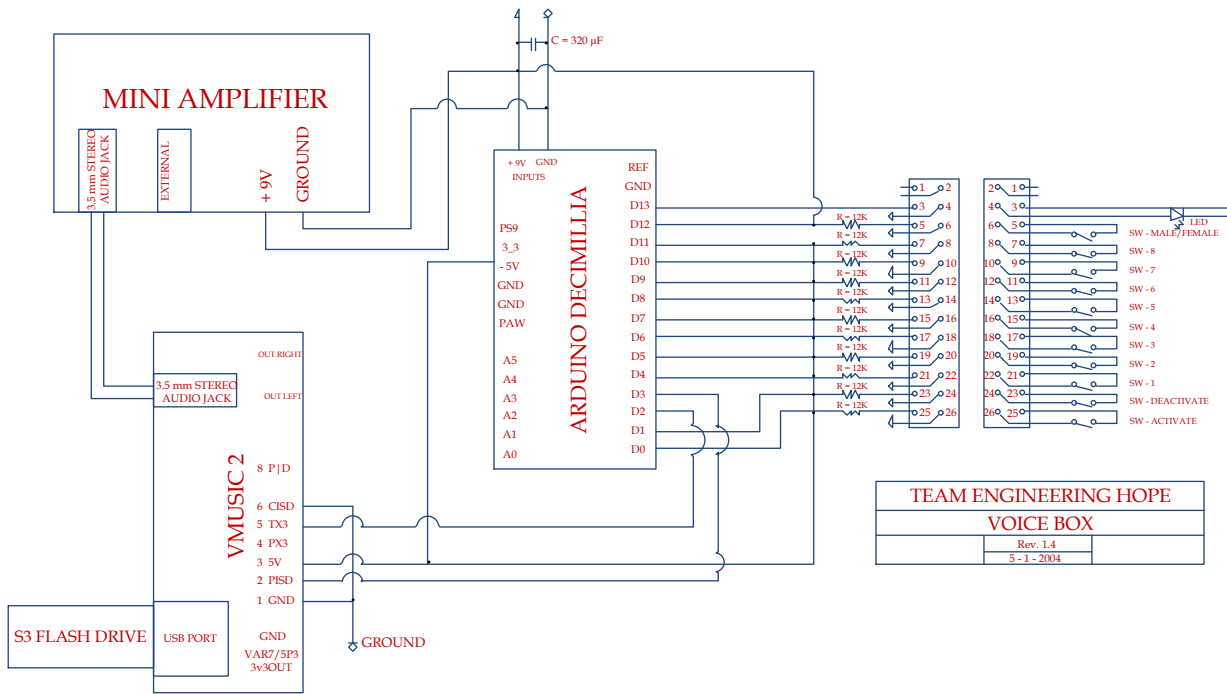 C = 320 µF
MINI AMPLIFIER
3.5 mm STEREO
AUDIO JACK
EXTERNAL
+ 9V
GROUND
+ 9V GND
INPUTS
ARDUINO DECIMILLIA
PS9
3_3
- 5V
GND
GND
PAW
A5
A4
A3
A2
A1
A0
REF
GND
D13
D12
D11
D10
D9
D8
D7
D6
D5
D4
D3
D2
D1
D0
R = 12K
R = 12K
R = 12K
R = 12K
R = 12K
R = 12K
R = 12K
R = 12K
R = 12K
R = 12K
1 2
3 4
5 6
7 8
9 10
11 12
13 14
15 16
17 18
19 20
21 22
23 24
25 26
2 1
4 3
6 5
8 7
10 9
12 11
14 13
16 15
18 17
20 19
22 21
24 23
26 25
LED
SW - MALE/FEMALE
SW - 8
SW - 7
SW - 6
SW - 5
SW - 4
SW - 3
SW - 2
SW - 1
SW - DEACTIVATE
SW - ACTIVATE
OUT RIGHT
3.5 mm STEREO
AUDIO JACK
OUT LEFT
VMUSIC 2
8 P|D
6 CISD
5 TX3
4 PX3
3 5V
2 PISD
1 GND
GND
VAR7/5P3
3v3OUT
S3 FLASH DRIVE
USB PORT
GROUND
TEAM ENGINEERING HOPE
VOICE BOX
Rev. 1.4
5 - 1 - 2004